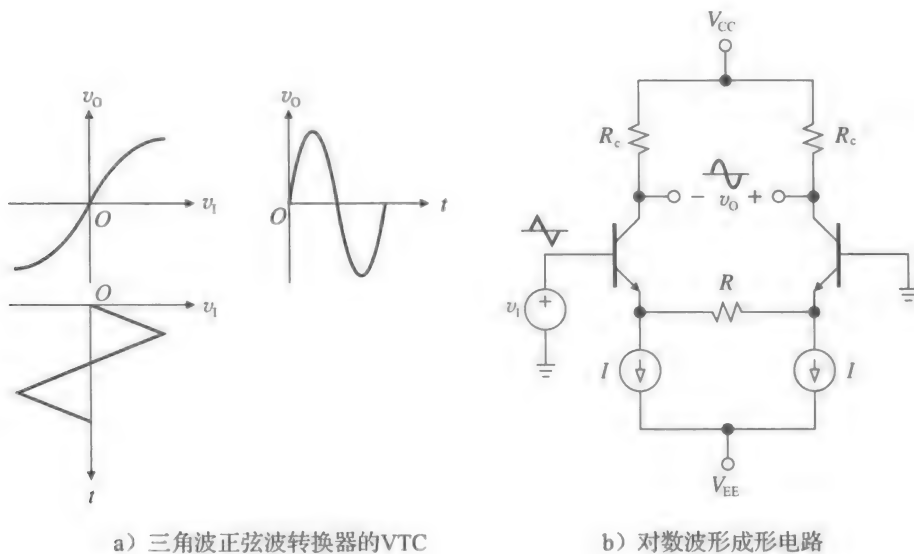 v_O
v_I
O
v_O
O
t
O
v_I
t
a）三角波正弦波转换器的VTC
V_CC
R_c
R_c
− v_O +
v_I
+
R
I
I
V_EE
b）对数波形成形电路